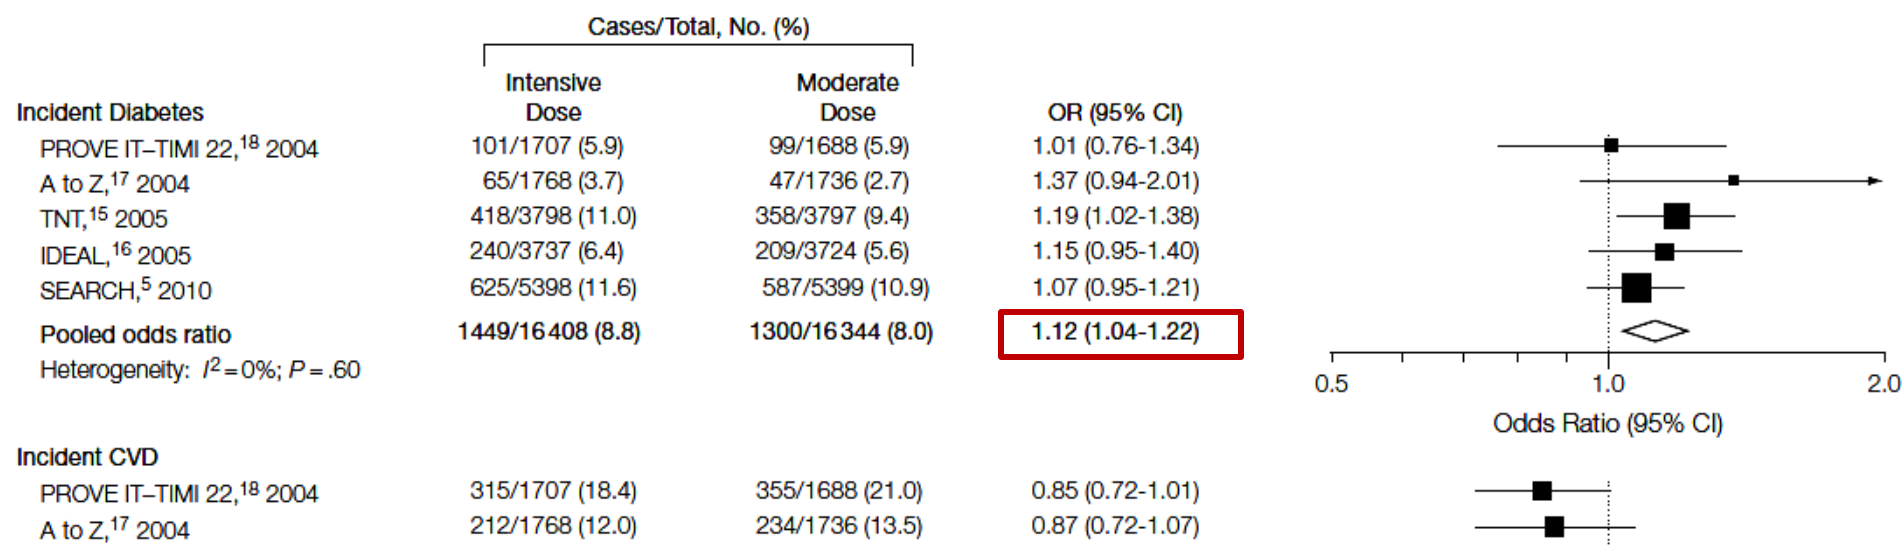 Cases/Total, No. (%)
Intensive Moderate
Incident Diabetes Dose Dose OR (95% CI)
PROVE IT–TIMI 22,18 2004 101/1707 (5.9) 99/1688 (5.9) 1.01 (0.76-1.34)
A to Z,17 2004 65/1768 (3.7) 47/1736 (2.7) 1.37 (0.94-2.01)
TNT,15 2005 418/3798 (11.0) 358/3797 (9.4) 1.19 (1.02-1.38)
IDEAL,16 2005 240/3737 (6.4) 209/3724 (5.6) 1.15 (0.95-1.40)
SEARCH,5 2010 625/5398 (11.6) 587/5399 (10.9) 1.07 (0.95-1.21)
Pooled odds ratio 1449/16 408 (8.8) 1300/16 344 (8.0) 1.12 (1.04-1.22)
Heterogeneity: I2=0%; P=.60
0.5 1.0 2.0
Odds Ratio (95% CI)
Incident CVD
PROVE IT–TIMI 22,18 2004 315/1707 (18.4) 355/1688 (21.0) 0.85 (0.72-1.01)
A to Z,17 2004 212/1768 (12.0) 234/1736 (13.5) 0.87 (0.72-1.07)